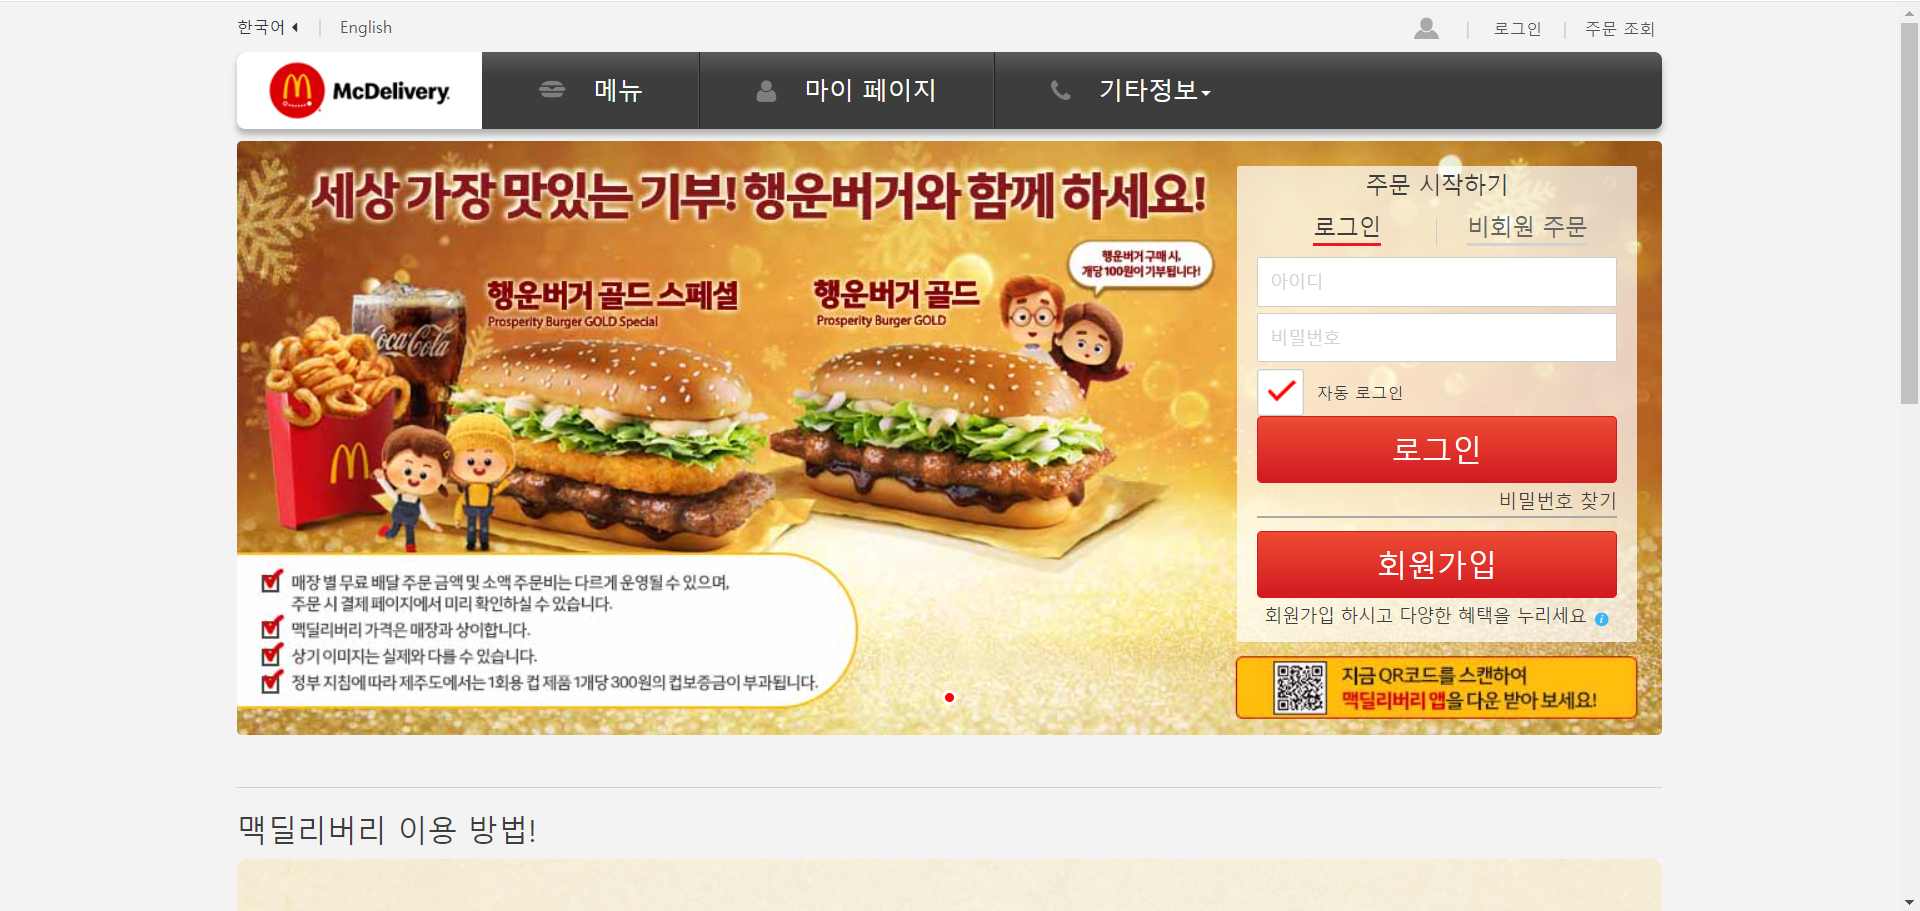 한국어
English
로그인
주문 조회
McDelivery.
메뉴
마이 페이지
기타정보
세상 가장 맛있는 기부! 행운버거와 함께 하세요!
행운버거 구매 시,
개당 100원이 기부됩니다!
행운버거 골드 스페셜
Prosperity Burger GOLD Special
행운버거 골드
Prosperity Burger GOLD
Coca-Cola
매장 별 무료 배달 주문 금액 및 소액 주문비는 다르게 운영될 수 있으며,
주문 시 결제 페이지에서 미리 확인하실 수 있습니다.
맥딜리버리 가격은 매장과 상이합니다.
상기 이미지는 실제와 다를 수 있습니다.
정부 지침에 따라 제주도에서는 1회용 컵 제품 1개당 300원의 컵보증금이 부과됩니다.
주문 시작하기
로그인
비회원 주문
아이디
비밀번호
자동 로그인
로그인
비밀번호 찾기
회원가입
회원가입 하시고 다양한 혜택을 누리세요
지금 QR코드를 스캔하여
맥딜리버리 앱을 다운 받아 보세요!
맥딜리버리 이용 방법!